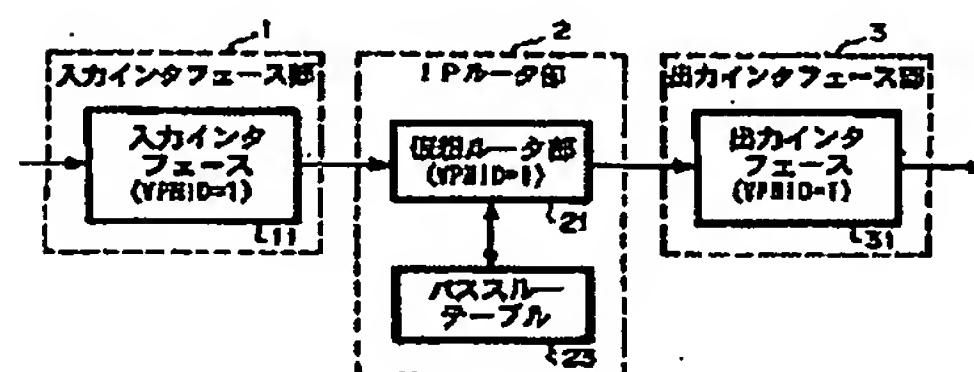 1
2
3
入力インタフェース部
IPルータ部
出力インタフェース部
入力インタ
フェース
(VPNID=1)
11
仮想ルータ部
(VPNID=1)
21
出力インタ
フェース
(VPNID=1)
31
パススルー
テーブル
23